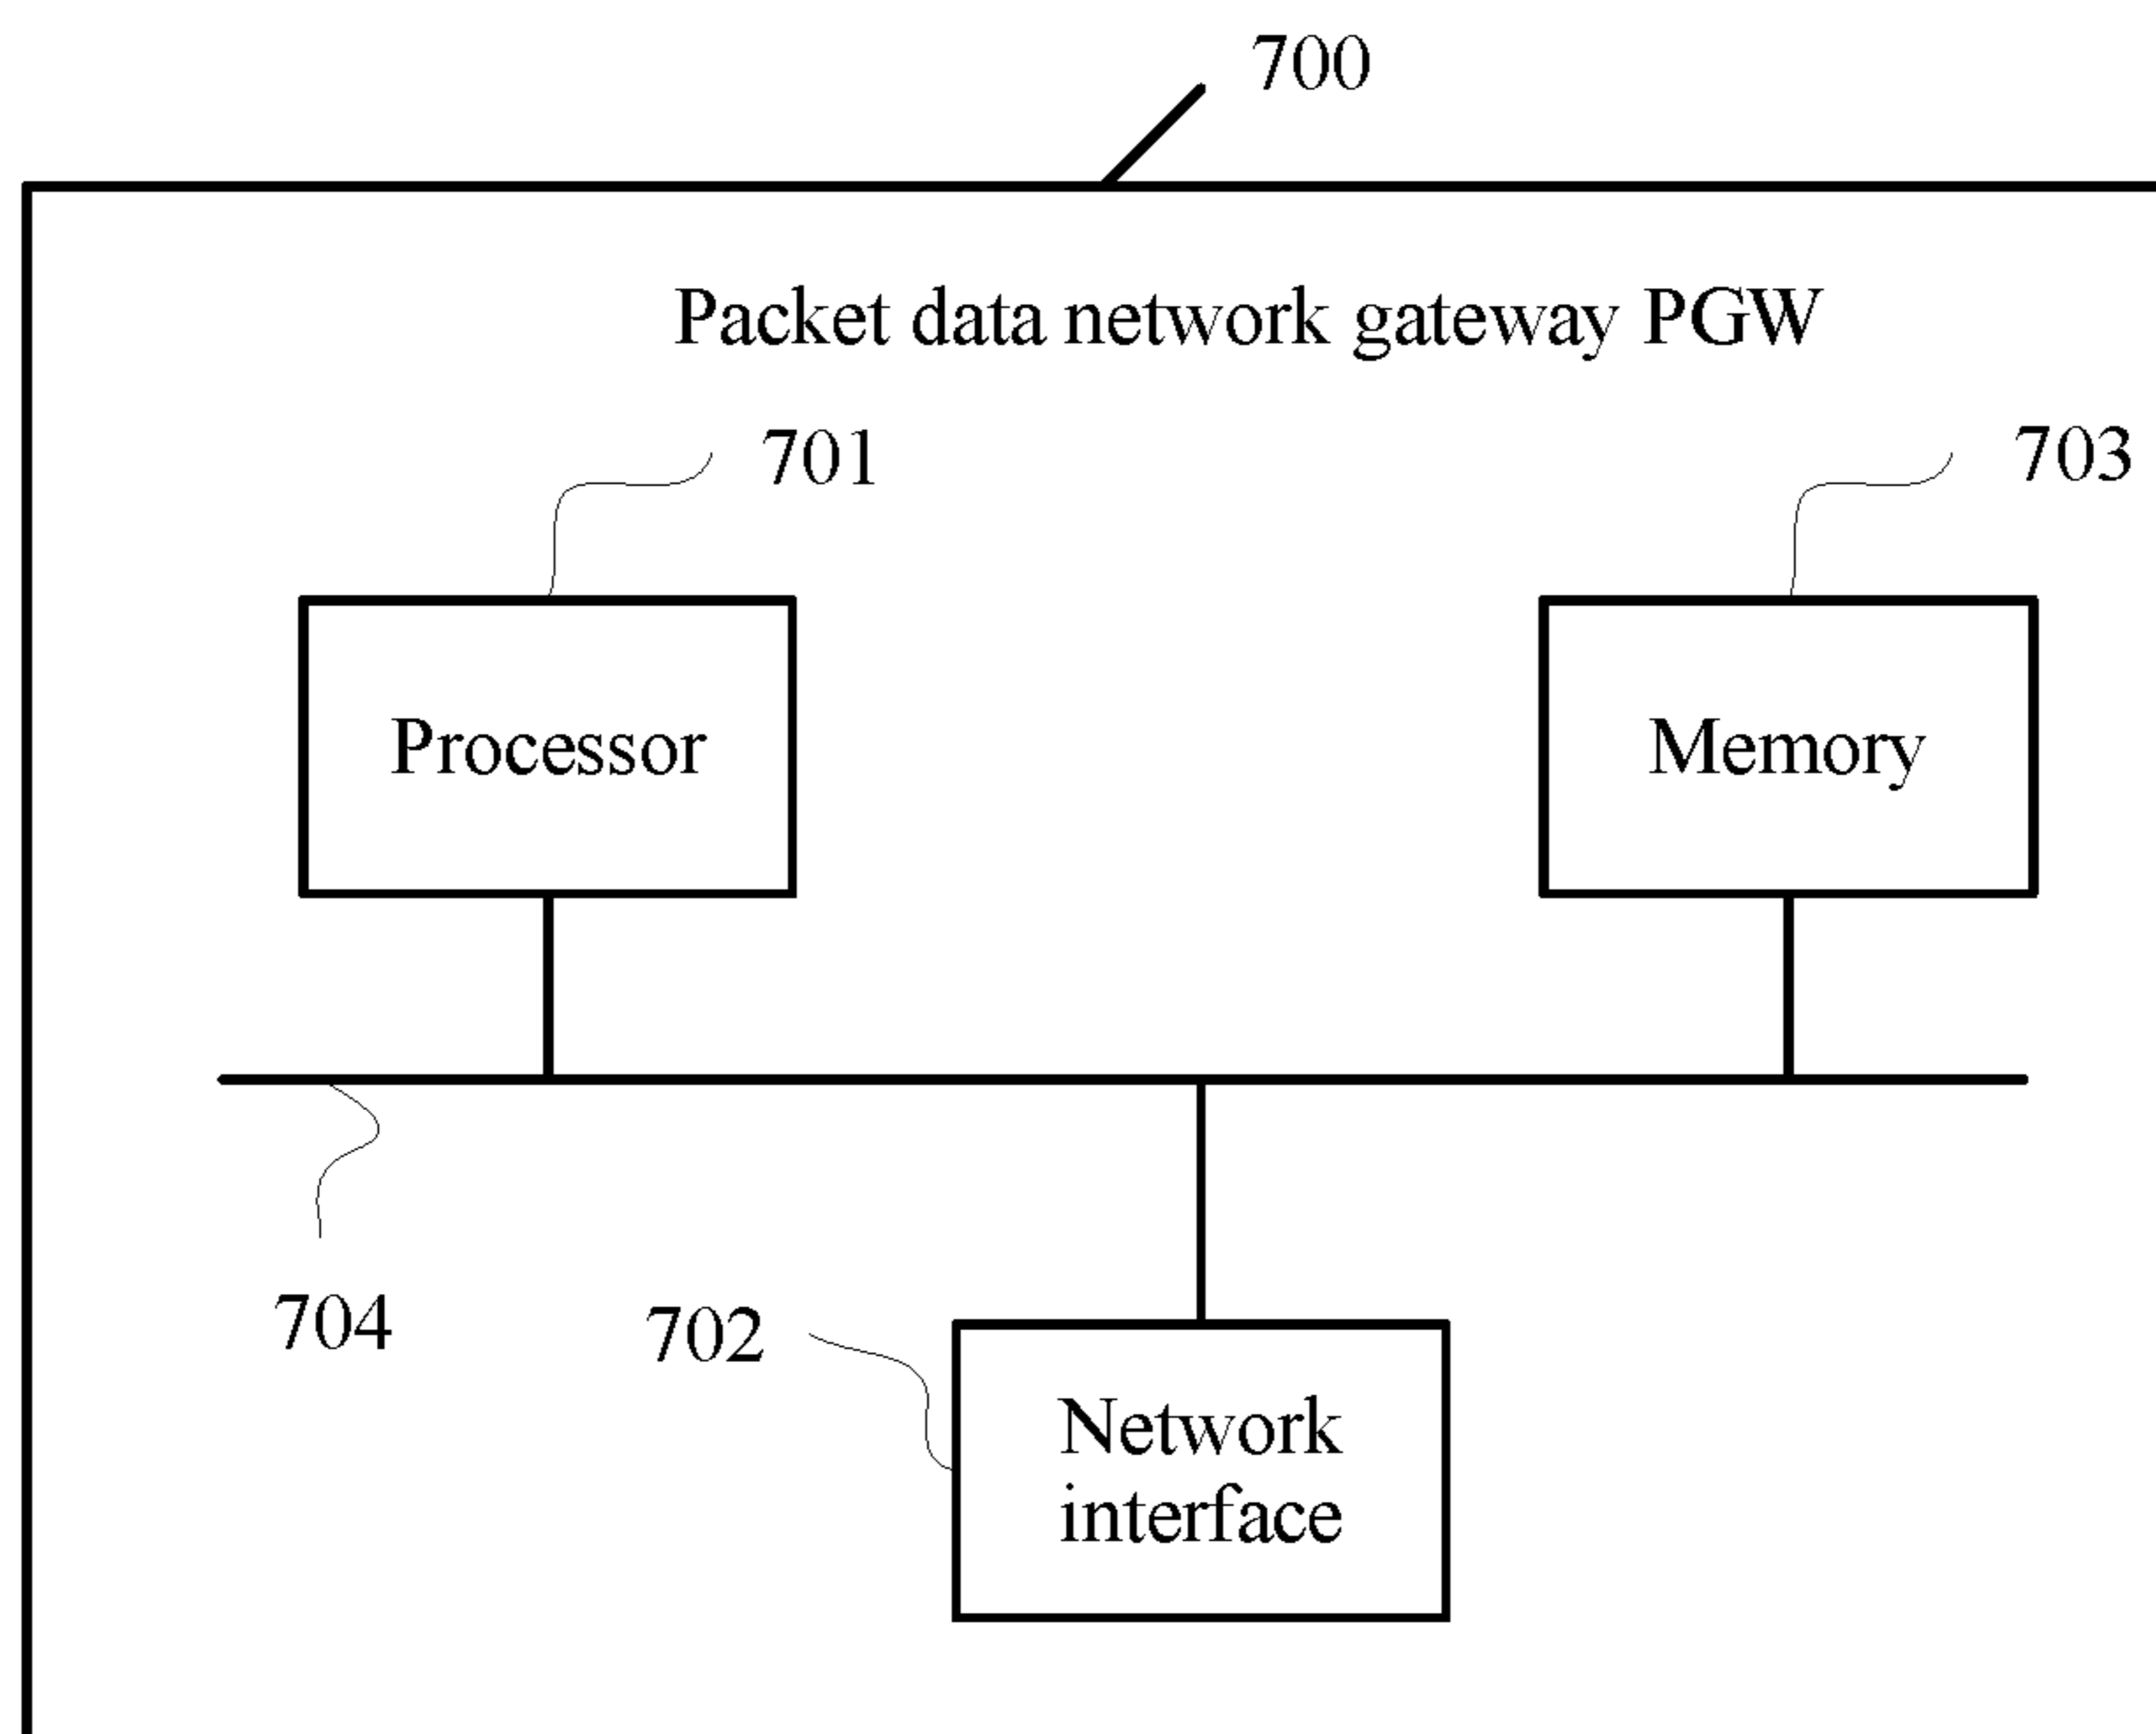 700
Packet data network gateway PGW
701
703
Processor
Memory
704
702
Network
interface